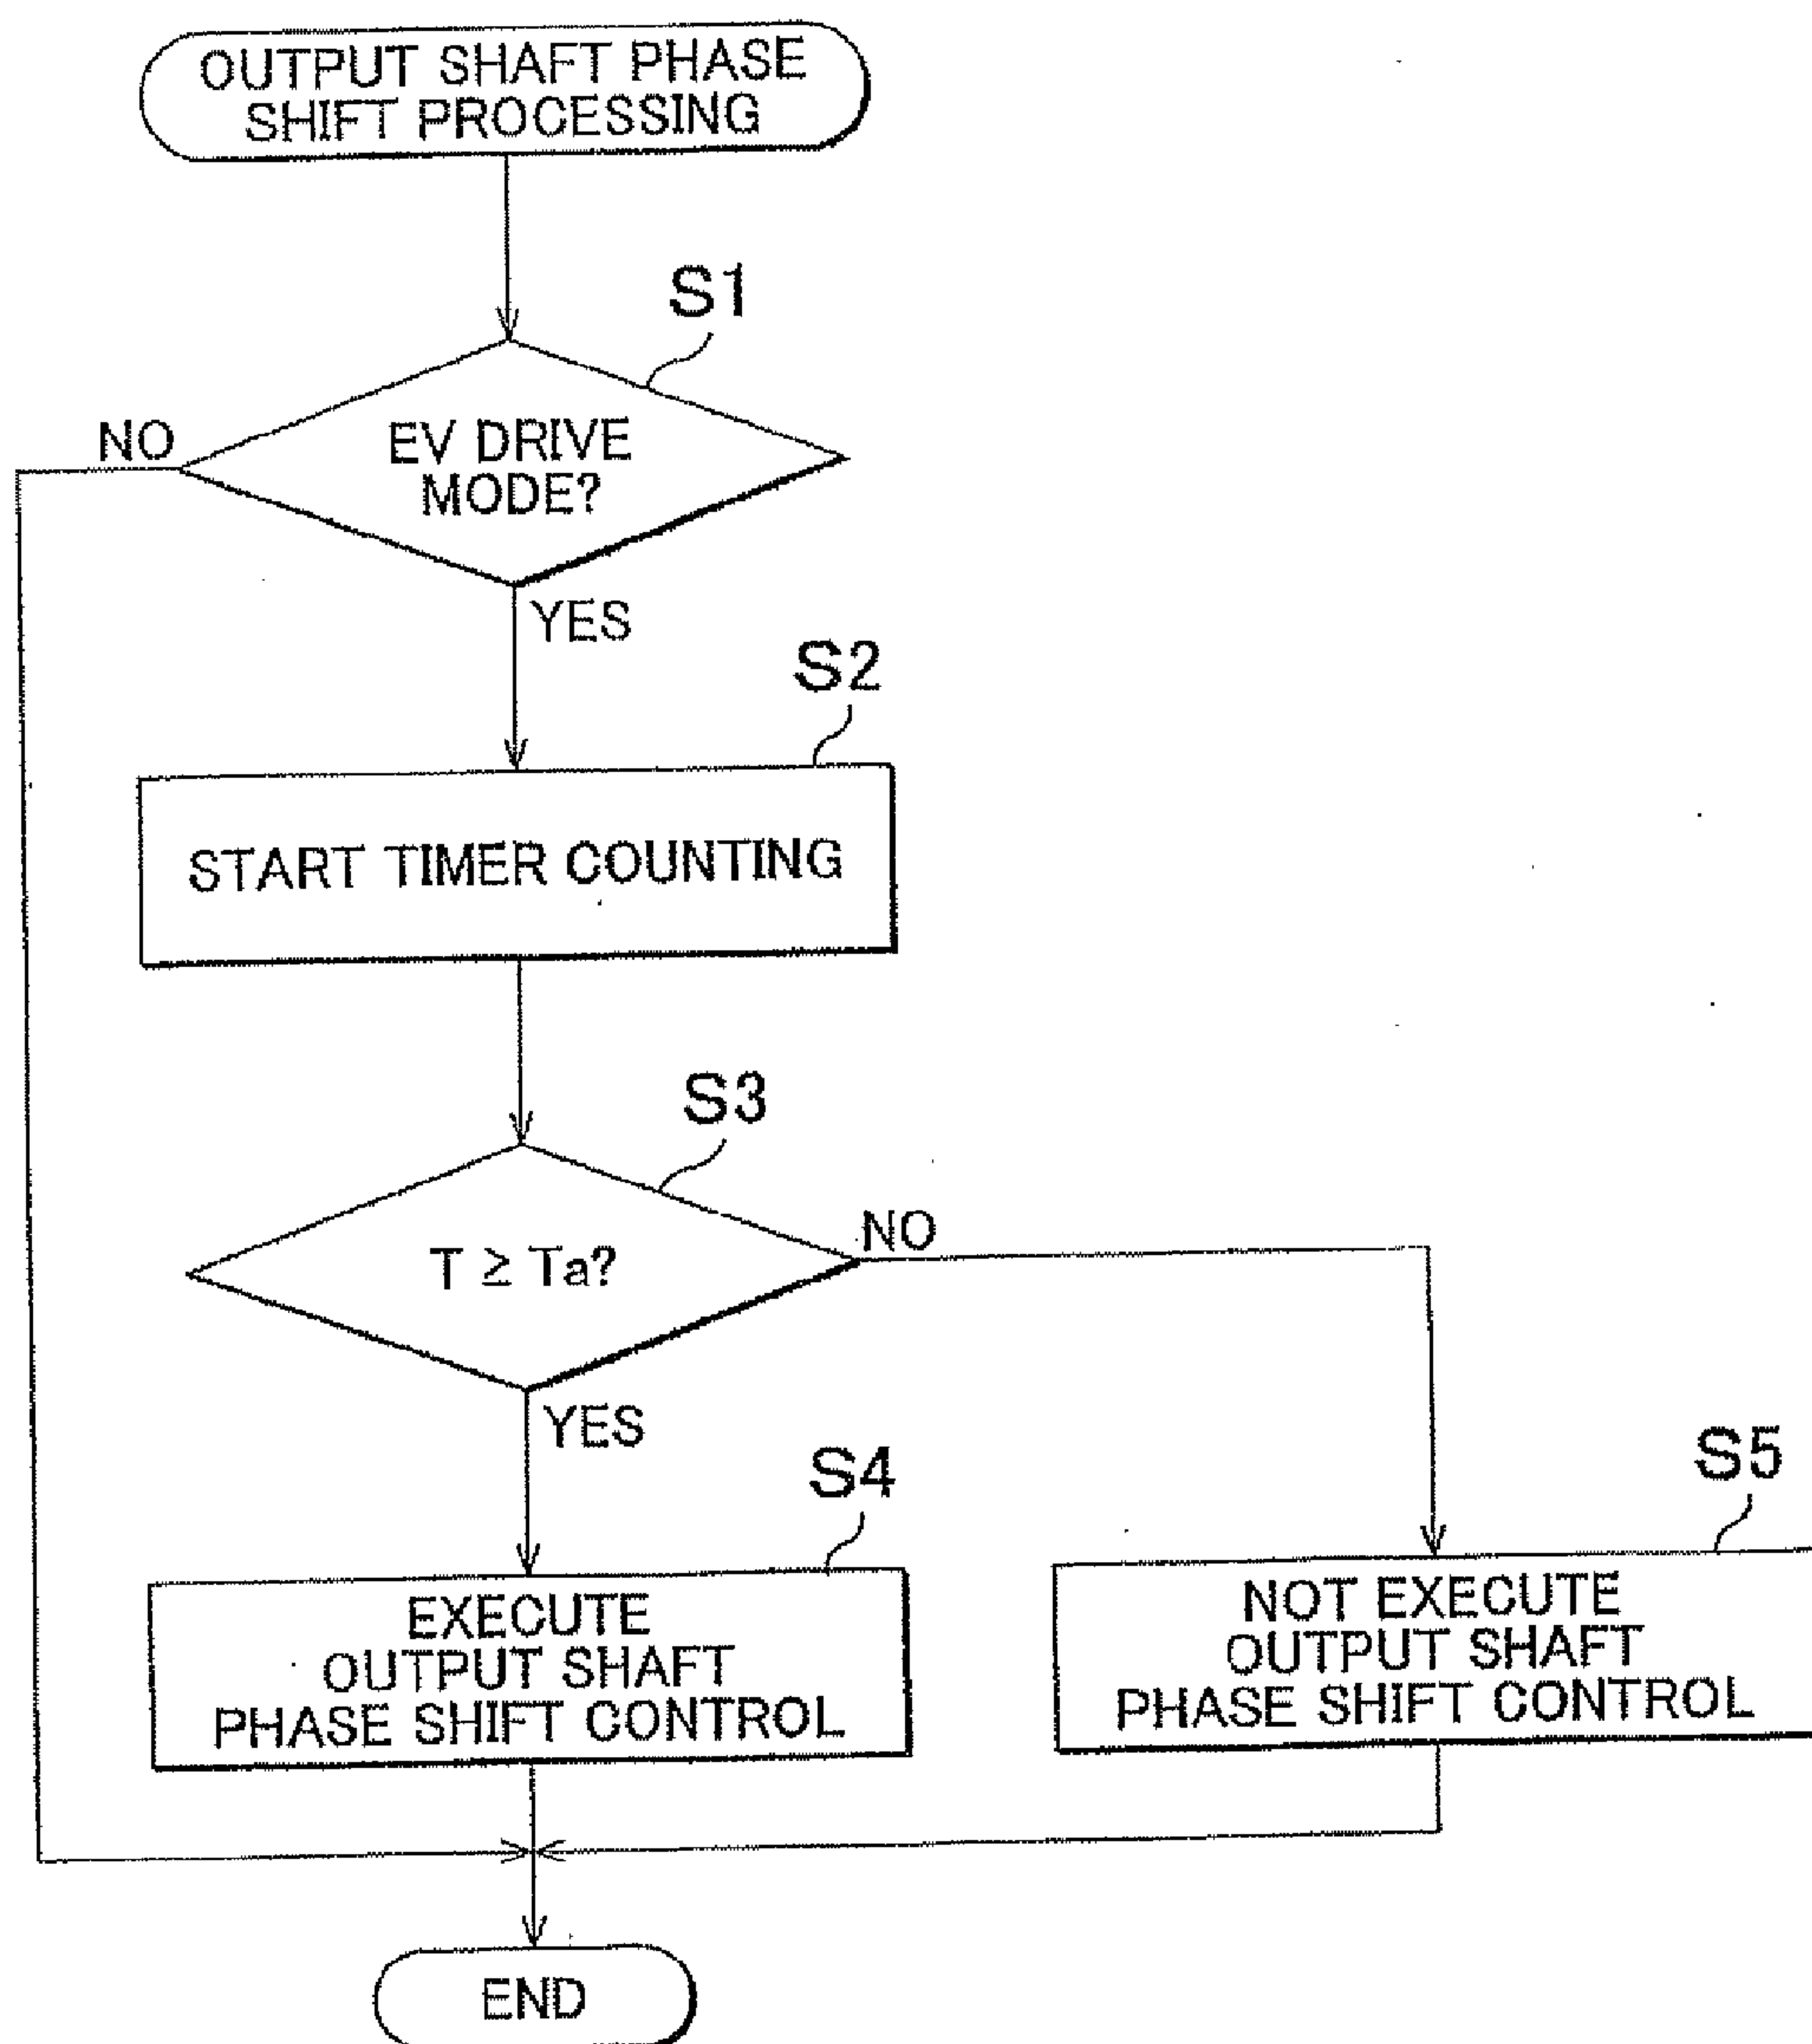 OUTPUT SHAFT PHASE
SHIFT PROCESSING
S1
NO
EV DRIVE
MODE?
YES
S2
START TIMER COUNTING
S3
NO
T ≥ Ta?
YES
S4
S5
EXECUTE
OUTPUT SHAFT
PHASE SHIFT CONTROL
NOT EXECUTE
OUTPUT SHAFT
PHASE SHIFT CONTROL
END